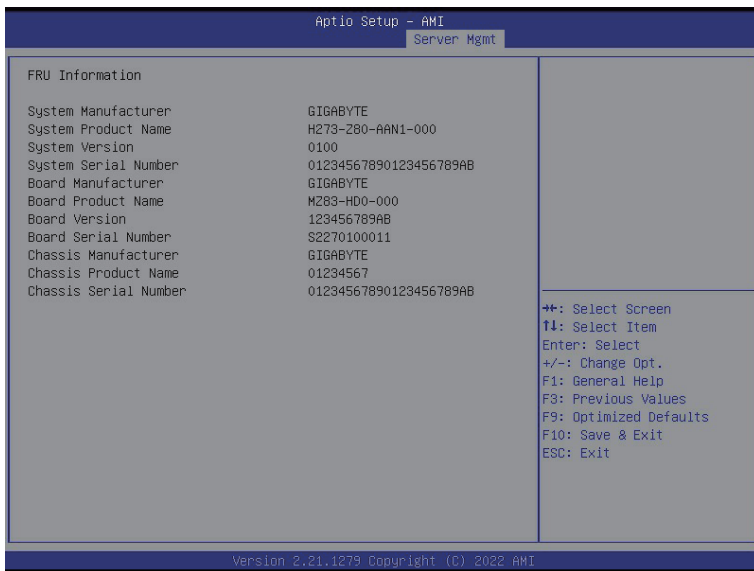 Aptio Setup – AMI
Server Mgmt
FRU Information
System Manufacturer GIGABYTE
System Product Name H273-Z80-AAN1-000
System Version 0100
System Serial Number 01234567890123456789AB
Board Manufacturer GIGABYTE
Board Product Name MZ83-HD0-000
Board Version 123456789AB
Board Serial Number S2270100011
Chassis Manufacturer GIGABYTE
Chassis Product Name 01234567
Chassis Serial Number 01234567890123456789AB
→←: Select Screen
↑↓: Select Item
Enter: Select
+/-: Change Opt.
F1: General Help
F3: Previous Values
F9: Optimized Defaults
F10: Save & Exit
ESC: Exit
Version 2.21.1279 Copyright (C) 2022 AMI